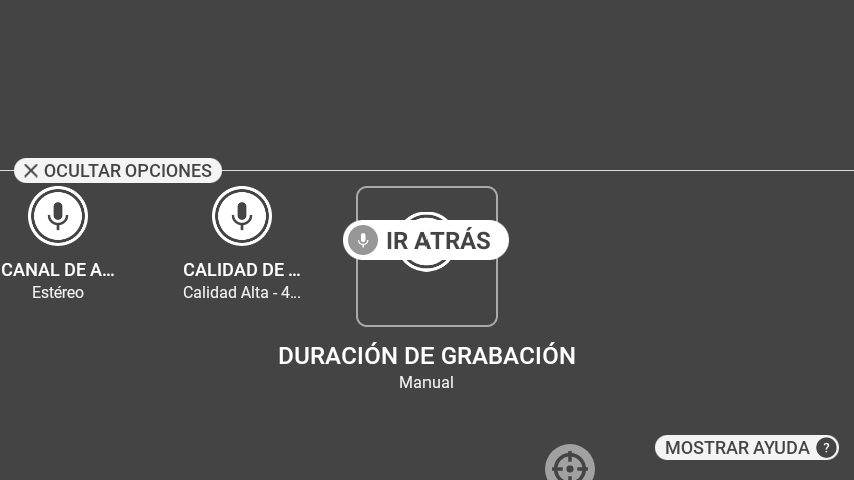 OCULTAR OPCIONES
IR ATRÁS
CANAL DE A...
Estéreo
CALIDAD DE ...
Calidad Alta - 4...
DURACIÓN DE GRABACIÓN
Manual
MOSTRAR AYUDA ?